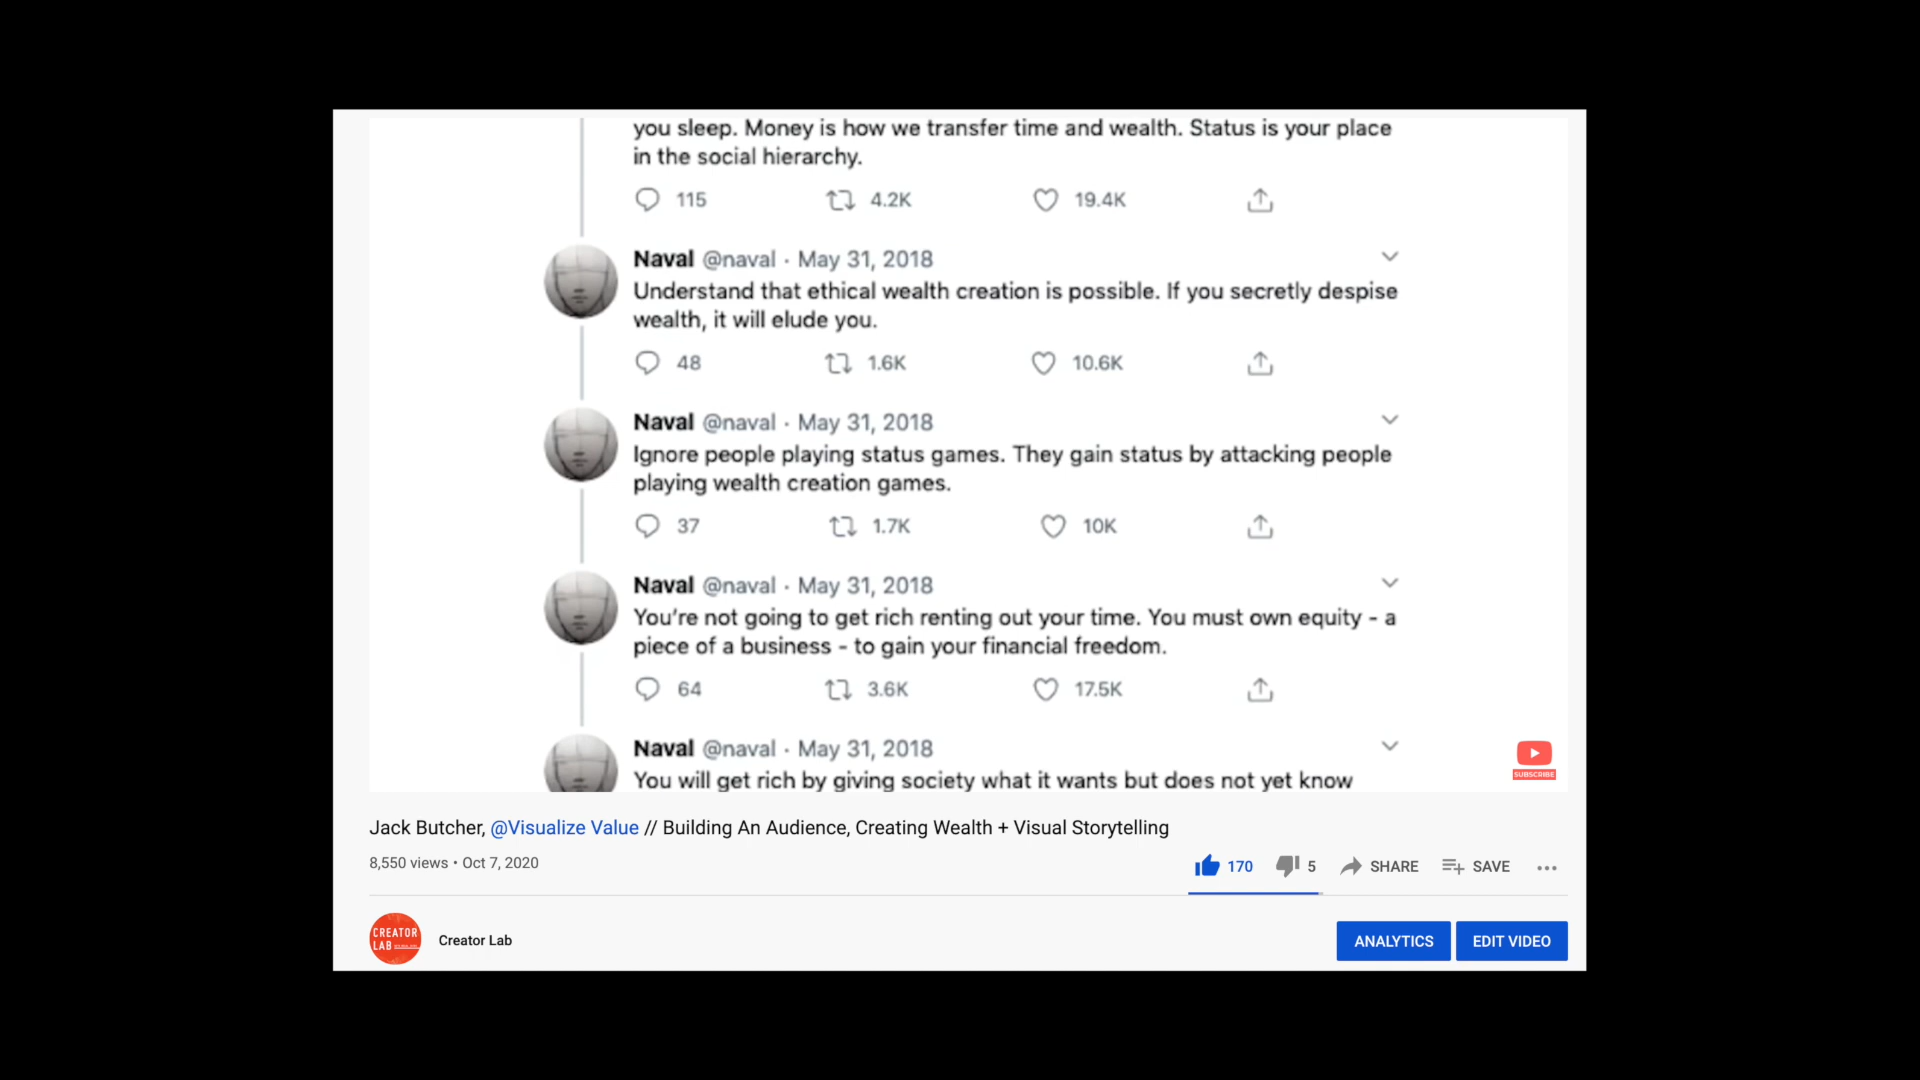 you sleep. Money is how we transfer time and wealth. Status is your place
in the social hierarchy.
115 4.2K 19.4K
Naval @naval · May 31, 2018
Understand that ethical wealth creation is possible. If you secretly despise
wealth, it will elude you.
48 1.6K 10.6K
Naval @naval · May 31, 2018
Ignore people playing status games. They gain status by attacking people
playing wealth creation games.
37 1.7K 10K
Naval @naval · May 31, 2018
You're not going to get rich renting out your time. You must own equity - a
piece of a business - to gain your financial freedom.
64 3.6K 17.5K
Naval @naval · May 31, 2018
You will get rich by giving society what it wants but does not yet know
SUBSCRIBE
Jack Butcher, @Visualize Value // Building An Audience, Creating Wealth + Visual Storytelling
8,550 views • Oct 7, 2020
170 5 SHARE SAVE
CREATOR
LAB
Creator Lab
ANALYTICS EDIT VIDEO